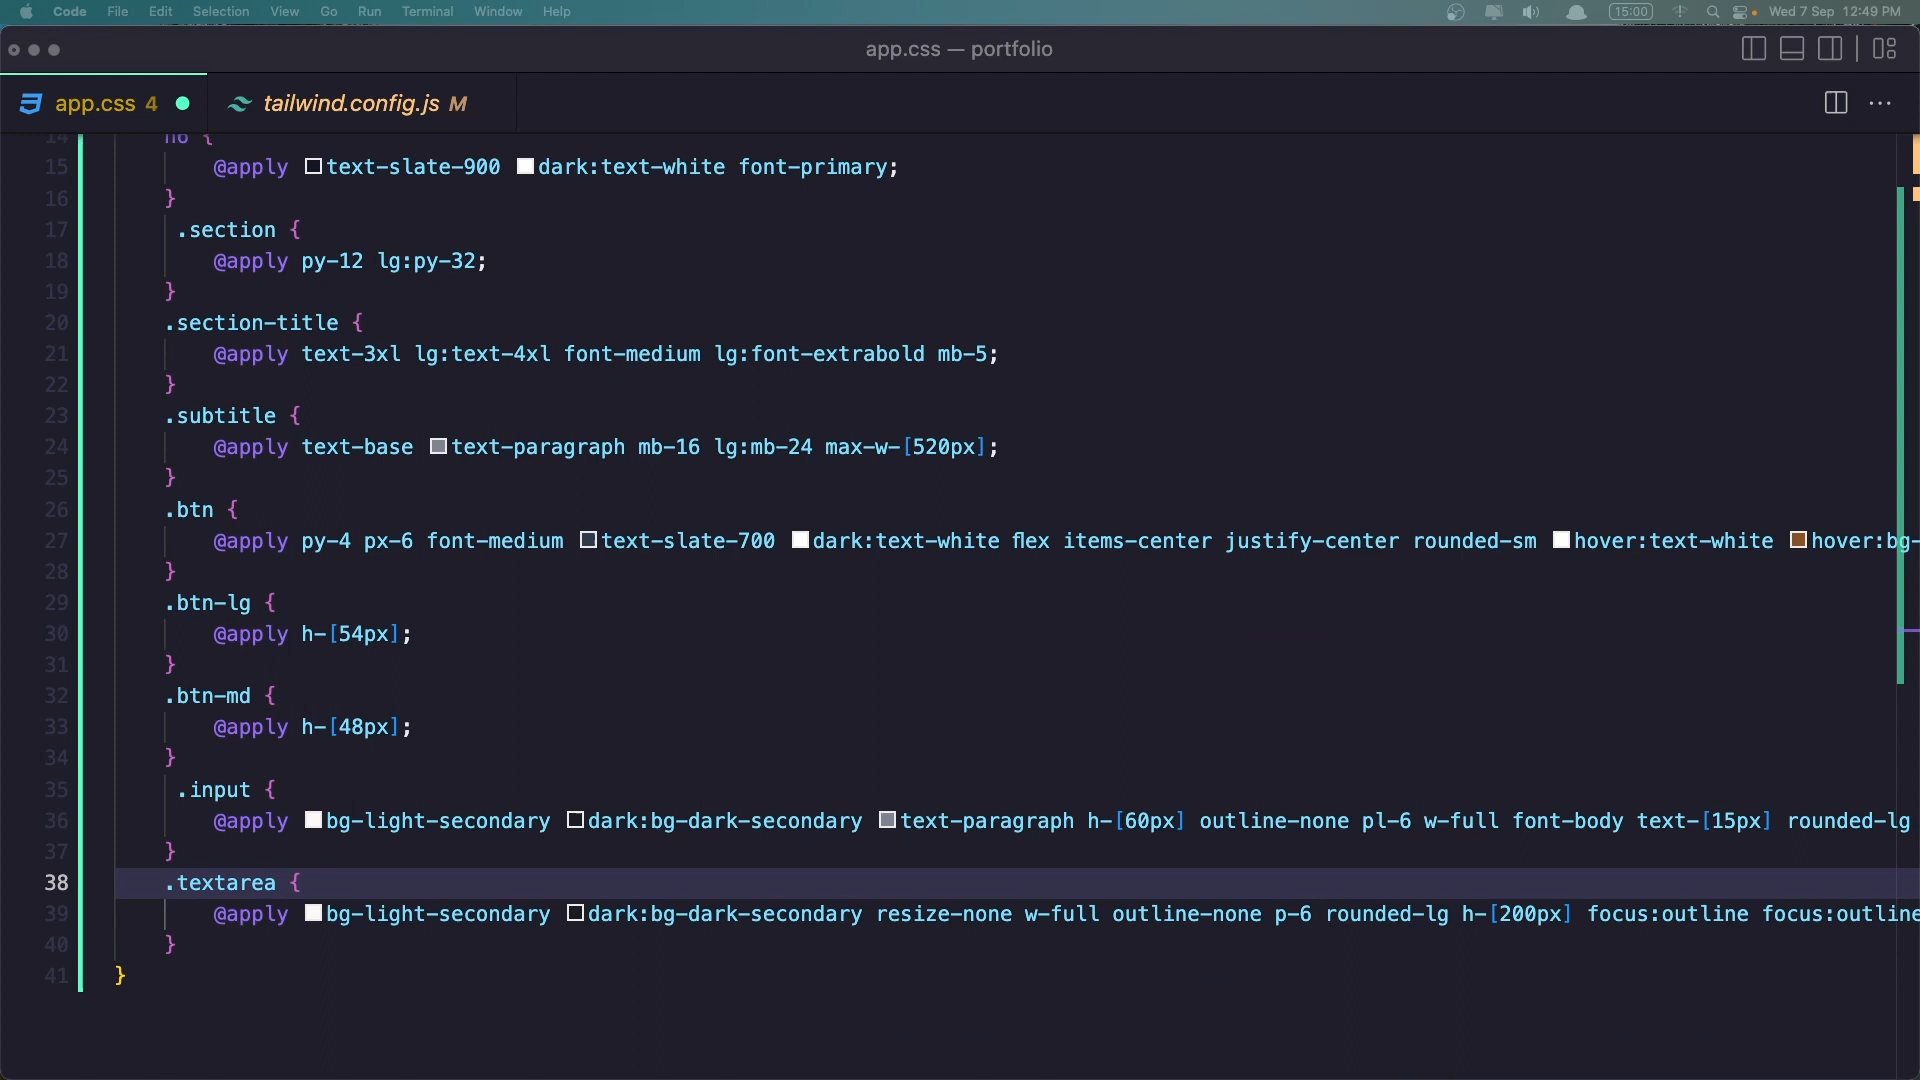 Code File Edit Selection View Go Run Terminal Window Help 15:00 Wed 7 Sep 12:49 PM
app.css — portfolio
app.css 4 tailwind.config.js M
14 h6 {
15 @apply text-slate-900 dark:text-white font-primary;
16 }
17 .section {
18 @apply py-12 lg:py-32;
19 }
20 .section-title {
21 @apply text-3xl lg:text-4xl font-medium lg:font-extrabold mb-5;
22 }
23 .subtitle {
24 @apply text-base text-paragraph mb-16 lg:mb-24 max-w-[520px];
25 }
26 .btn {
27 @apply py-4 px-6 font-medium text-slate-700 dark:text-white flex items-center justify-center rounded-sm hover:text-white hover:bg-
28 }
29 .btn-lg {
30 @apply h-[54px];
31 }
32 .btn-md {
33 @apply h-[48px];
34 }
35 .input {
36 @apply bg-light-secondary dark:bg-dark-secondary text-paragraph h-[60px] outline-none pl-6 w-full font-body text-[15px] rounded-lg
37 }
38 .textarea {
39 @apply bg-light-secondary dark:bg-dark-secondary resize-none w-full outline-none p-6 rounded-lg h-[200px] focus:outline focus:outline
40 }
41 }